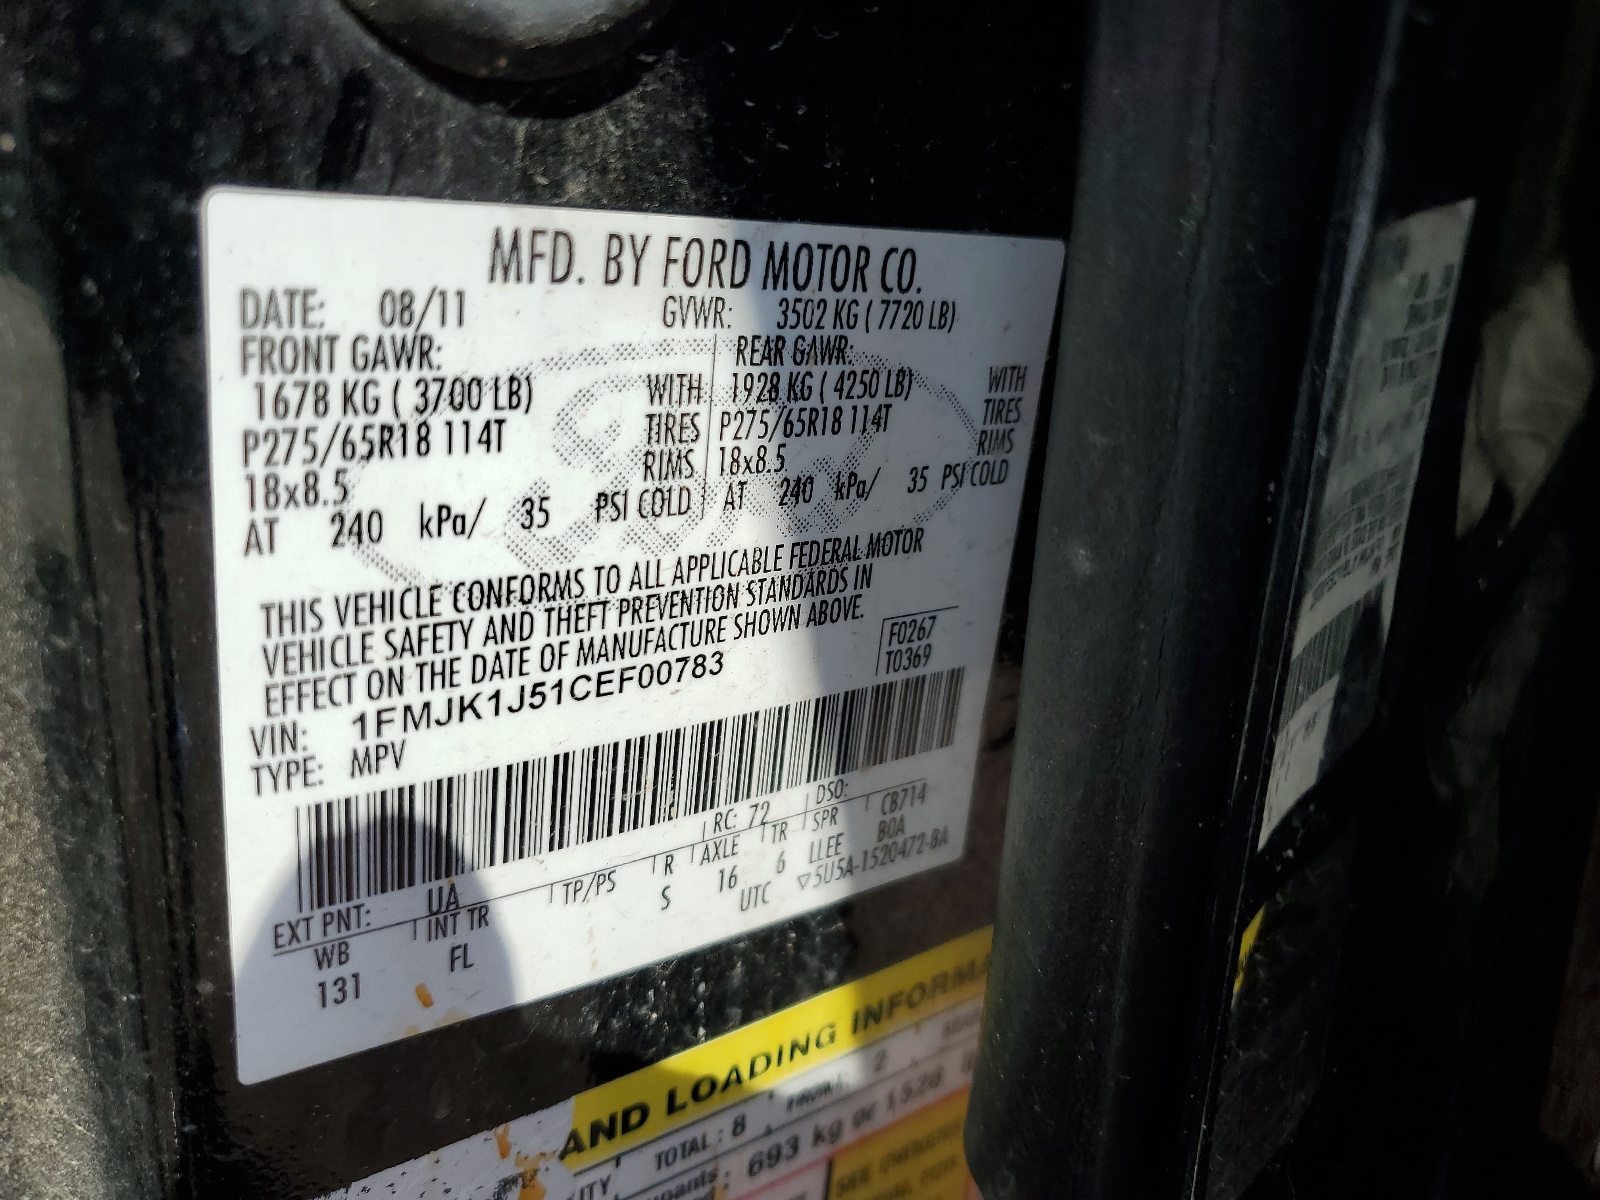 MFD. BY FORD MOTOR CO.
DATE: 08/11 GVWR: 3502 KG ( 7720 LB)
FRONT GAWR: REAR GAWR:
1678 KG ( 3700 LB) WITH 1928 KG ( 4250 LB) WITH
P275/65R18 114T TIRES P275/65R18 114T TIRES
18x8.5 RIMS 18x8.5 RIMS
AT 240 kPa/ 35 PSI COLD AT 240 kPa/ 35 PSI COLD
THIS VEHICLE CONFORMS TO ALL APPLICABLE FEDERAL MOTOR
VEHICLE SAFETY AND THEFT PREVENTION STANDARDS IN
EFFECT ON THE DATE OF MANUFACTURE SHOWN ABOVE.
F0267
T0369
VIN: 1FMJK1J51CEF00783
TYPE: MPV
EXT PNT: UA RC: 72 DSO: CB714
WB INT TR TP/PS R AXLE TR SPR BOA
131 FL S 16 6 LLEE
UTC ▽5U5A-1520472-BA
AND LOADING INFORMA
TOTAL: 8 FRONT: 2
693 kg or 1528